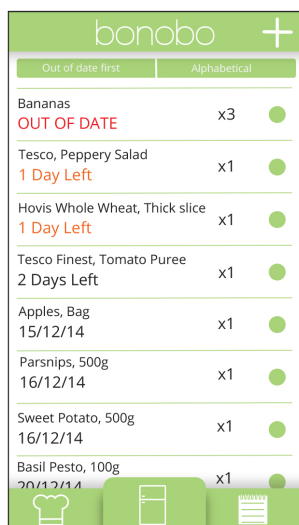 bonobo
Out of date first
Alphabetical
Bananas
OUT OF DATE
x3
Tesco, Peppery Salad
1 Day Left
x1
Hovis Whole Wheat, Thick slice
1 Day Left
x1
Tesco Finest, Tomato Puree
2 Days Left
x1
Apples, Bag
15/12/14
x1
Parsnips, 500g
16/12/14
x1
Sweet Potato, 500g
16/12/14
x1
Basil Pesto, 100g
20/12/14
x1